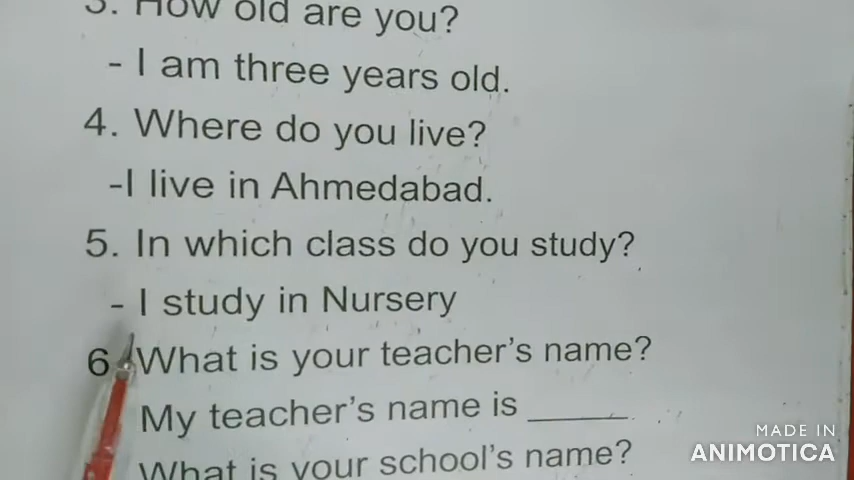 3. How old are you?
- I am three years old.
4. Where do you live?
-I live in Ahmedabad.
5. In which class do you study?
- I study in Nursery
6 What is your teacher's name?
My teacher's name is ______
What is your school's name?
MADE IN
ANIMOTICA